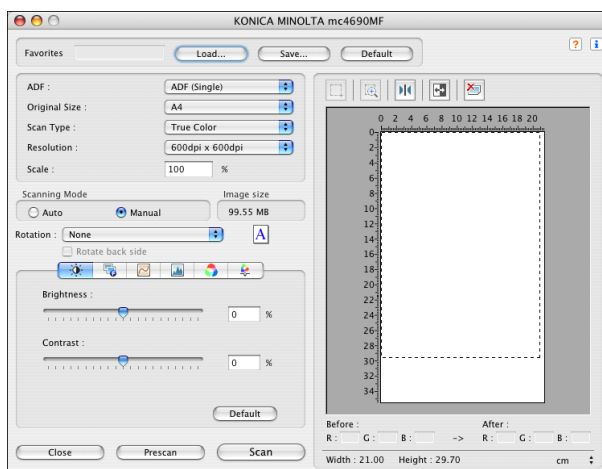 KONICA MINOLTA mc4690MF
Favorites Load... Save... Default
? i
ADF : ADF (Single)
Original Size : A4
Scan Type : True Color
Resolution : 600dpi x 600dpi
Scale : 100 %
Scanning Mode Image size
Auto Manual 99.55 MB
Rotation : None A
Rotate back side
Brightness :
0 %
Contrast :
0 %
Default
Close Prescan Scan
0 2 4 6 8 10 12 14 16 18 20
0
2
4
6
8
10
12
14
16
18
20
22
24
26
28
30
32
34
Before : After :
R : G : B : -> R : G : B :
Width : 21.00 Height : 29.70 cm